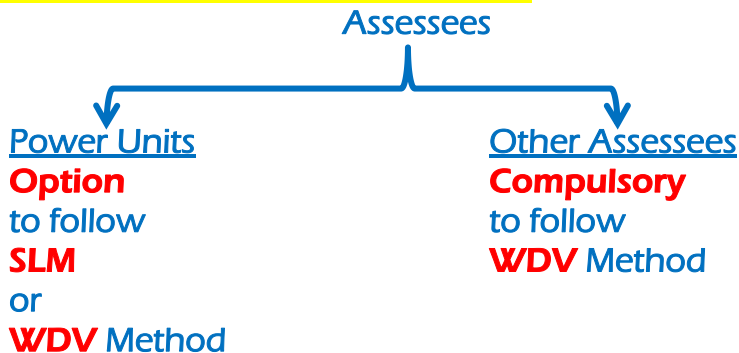 Assessees
Power Units
Option
to follow
SLM
or
WDV Method
Other Assessees
Compulsory
to follow
WDV Method